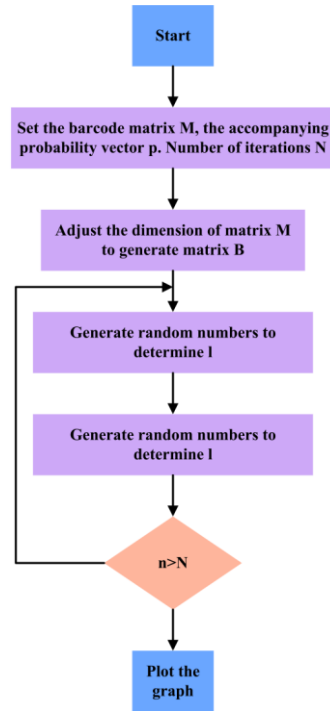 Start
Set the barcode matrix M, the accompanying
probability vector p. Number of iterations N
Adjust the dimension of matrix M
to generate matrix B
Generate random numbers to
determine l
Generate random numbers to
determine l
n>N
Plot the
graph